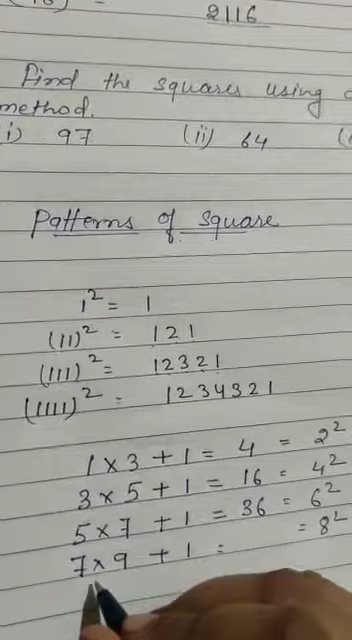 2116
Find the squares using
method.
i) 97 (ii) 64
Patterns of square
1² = 1
(11)² = 121
(111)² = 12321
(1111)² = 1234321
1 × 3 + 1 = 4 = 2²
3 × 5 + 1 = 16 = 4²
5 × 7 + 1 = 36 = 6²
7 × 9 + 1 = = 8²